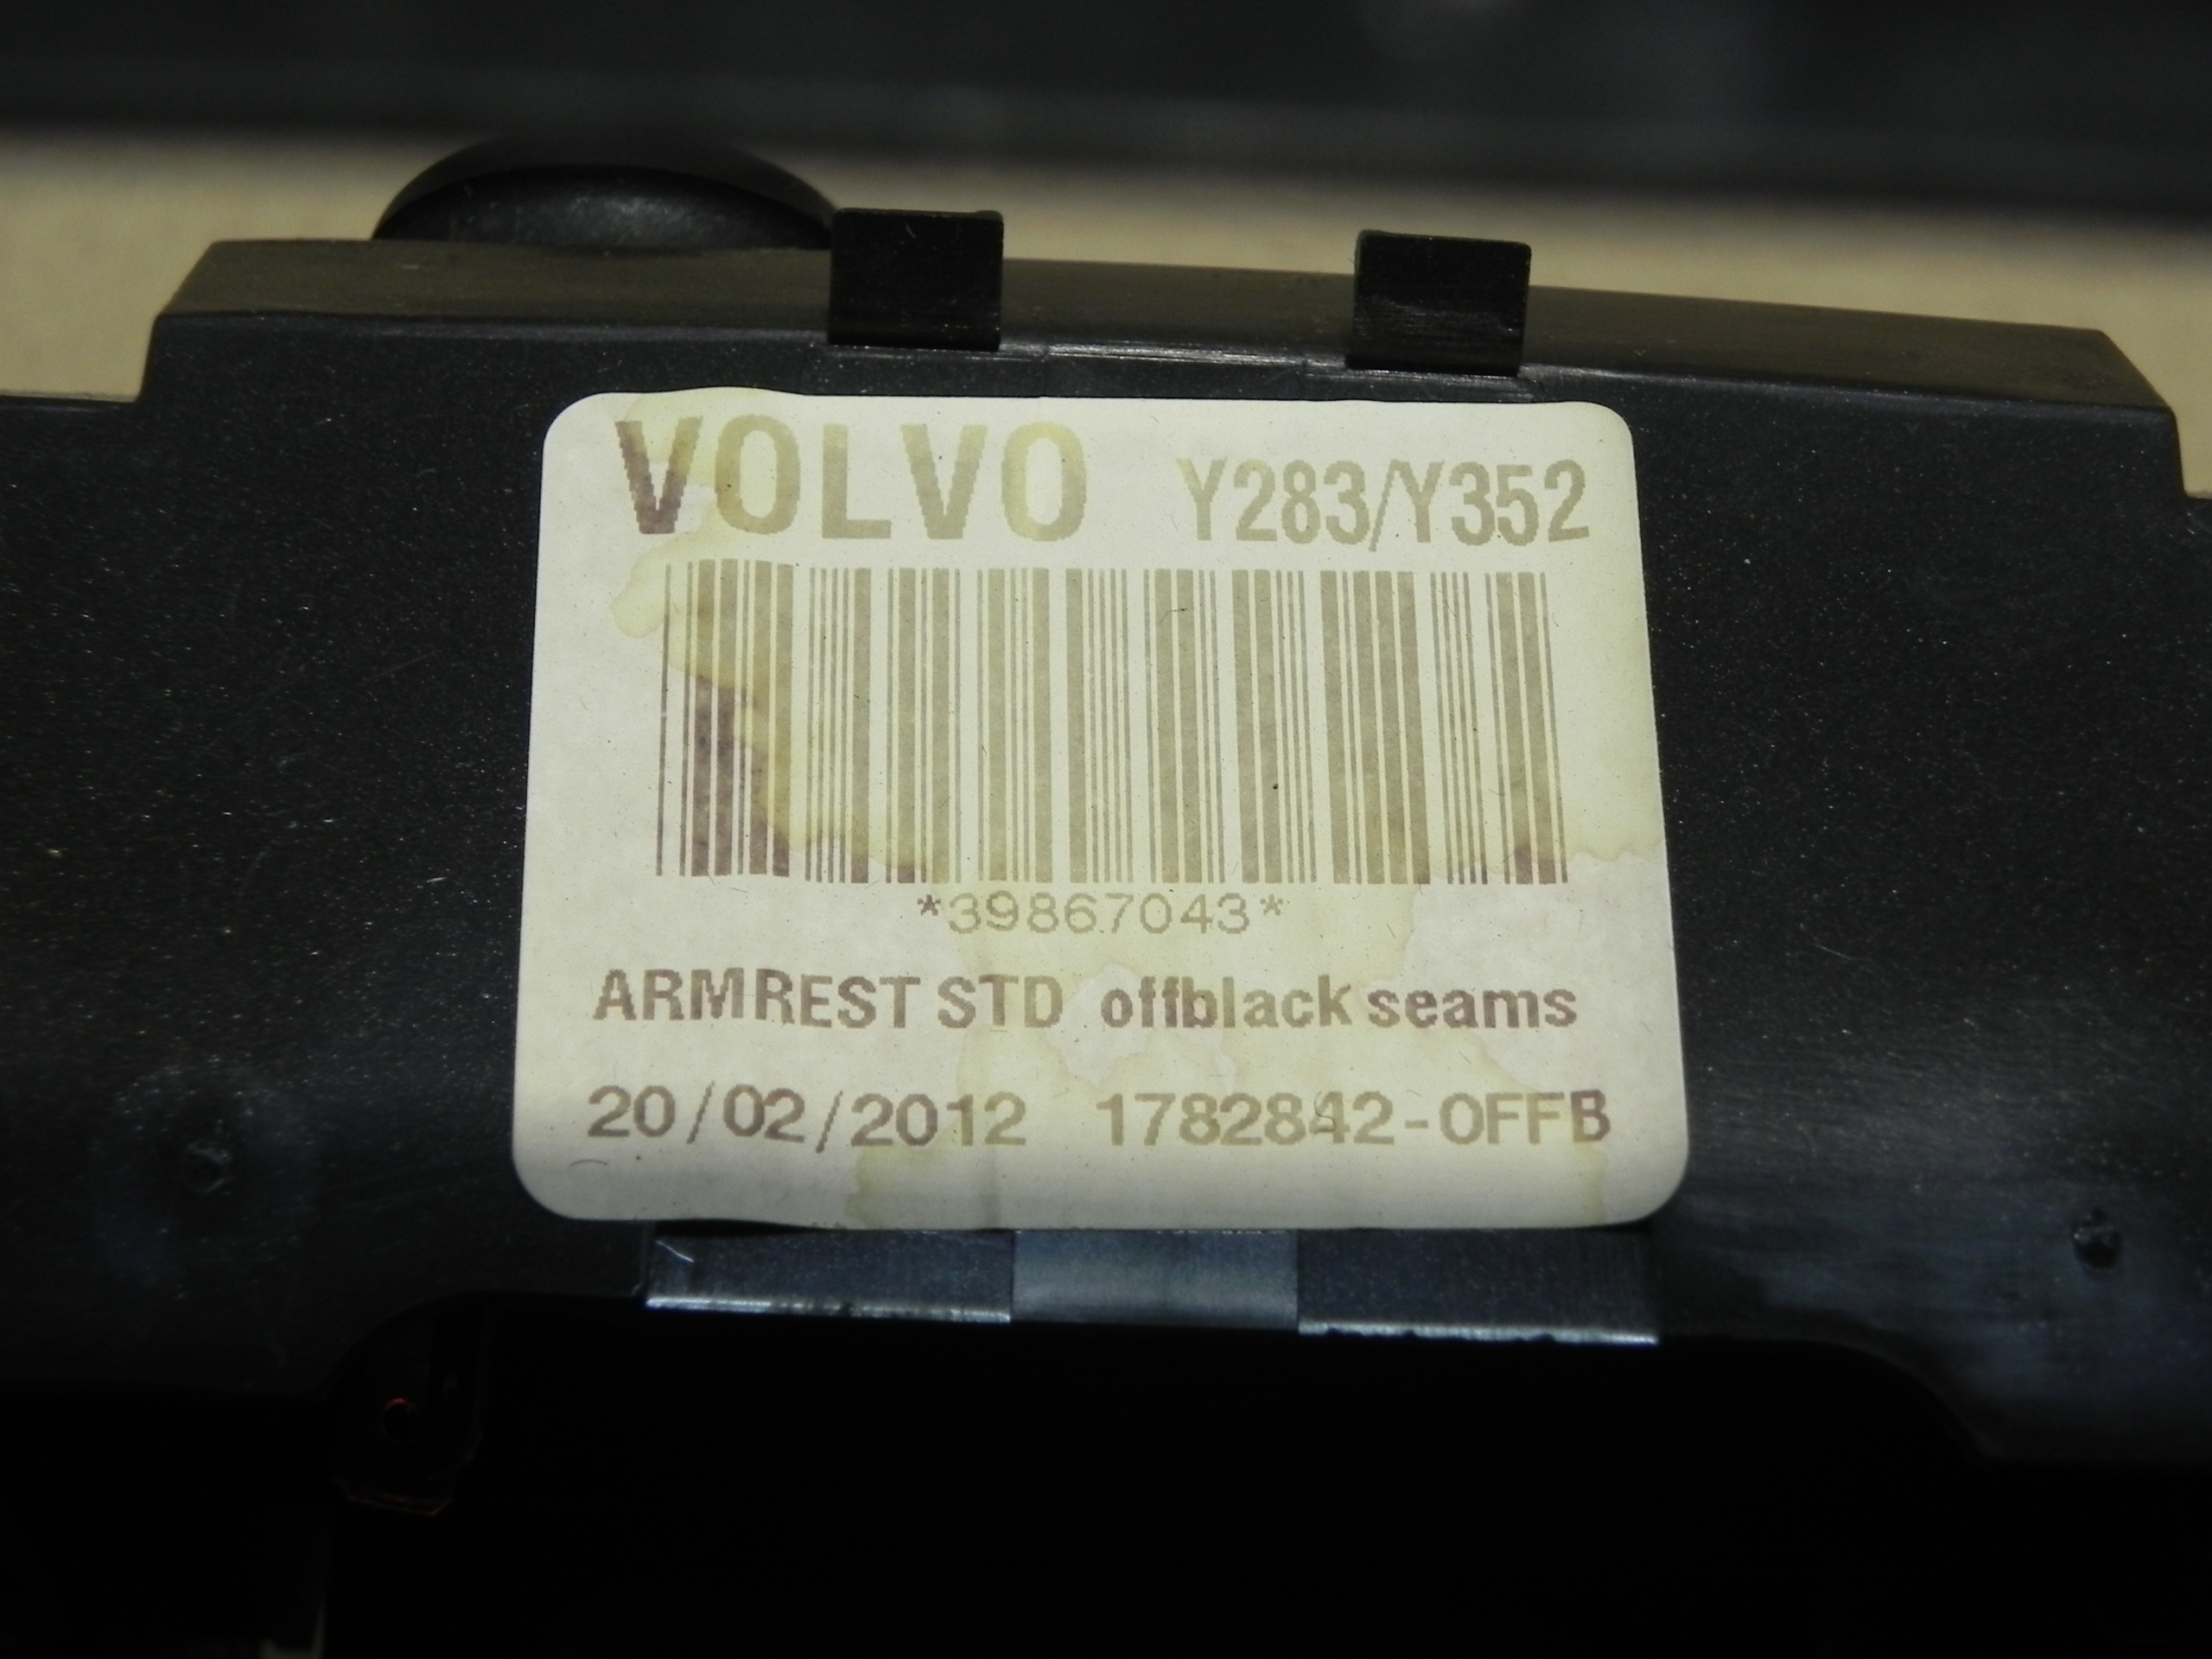 VOLVO Y283/Y352
*39867043*
ARMREST STD offblack seams
20/02/2012 1782842-OFFB